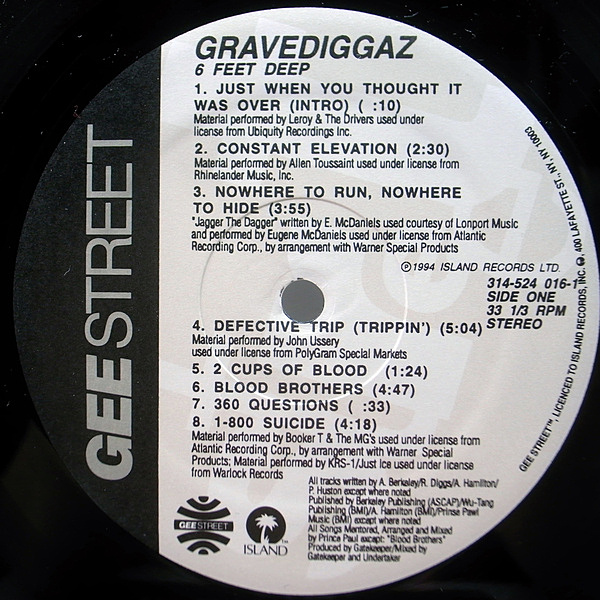 GRAVEDIGGAZ
6 FEET DEEP
1. JUST WHEN YOU THOUGHT IT
WAS OVER (INTRO) ( :10)
Material performed by Leroy & The Drivers used under
license from Ubiquity Recordings Inc.
2. CONSTANT ELEVATION (2:30)
Material performed by Allen Toussaint used under license from
Rhinelander Music, Inc.
3. NOWHERE TO RUN, NOWHERE
TO HIDE (3:55)
"Jagger The Dagger" written by E. McDaniels used courtesy of Lonport Music
and performed by Eugene McDaniels used under license from Atlantic
Recording Corp., by arrangement with Warner Special Products
℗1994 ISLAND RECORDS LTD.
314-524 016-1
SIDE ONE
33 1/3 RPM
STEREO
4. DEFECTIVE TRIP (TRIPPIN') (5:04)
Material performed by John Ussery
used under license from PolyGram Special Markets
5. 2 CUPS OF BLOOD (1:24)
6. BLOOD BROTHERS (4:47)
7. 360 QUESTIONS ( :33)
8. 1-800 SUICIDE (4:18)
Material performed by Booker T & The MG's used under license from
Atlantic Recording Corp., by arrangement with Warner Special
Products; Material performed by KRS-1/Just Ice used under license
from Warlock Records
All tracks written by A. Berkeley/R. Diggs/A. Hamilton/
P. Huston except where noted
Published by Berkeley Publishing (ASCAP)/Wu-Tang
Publishing (BMI)/A. Hamilton (BMI)/Prinse Pawl
Music (BMI) except where noted
All Songs Mentored, Arranged and Mixed
by Prince Paul except: "Blood Brothers"
Produced by Gatekeeper/Mixed by
Gatekeeper and Undertaker
GEE STREET
GEE STREET
ISLAND™
GEE STREET™, LICENCED TO ISLAND RECORDS, INC. 400 LAFAYETTE ST., NY, NY 10003